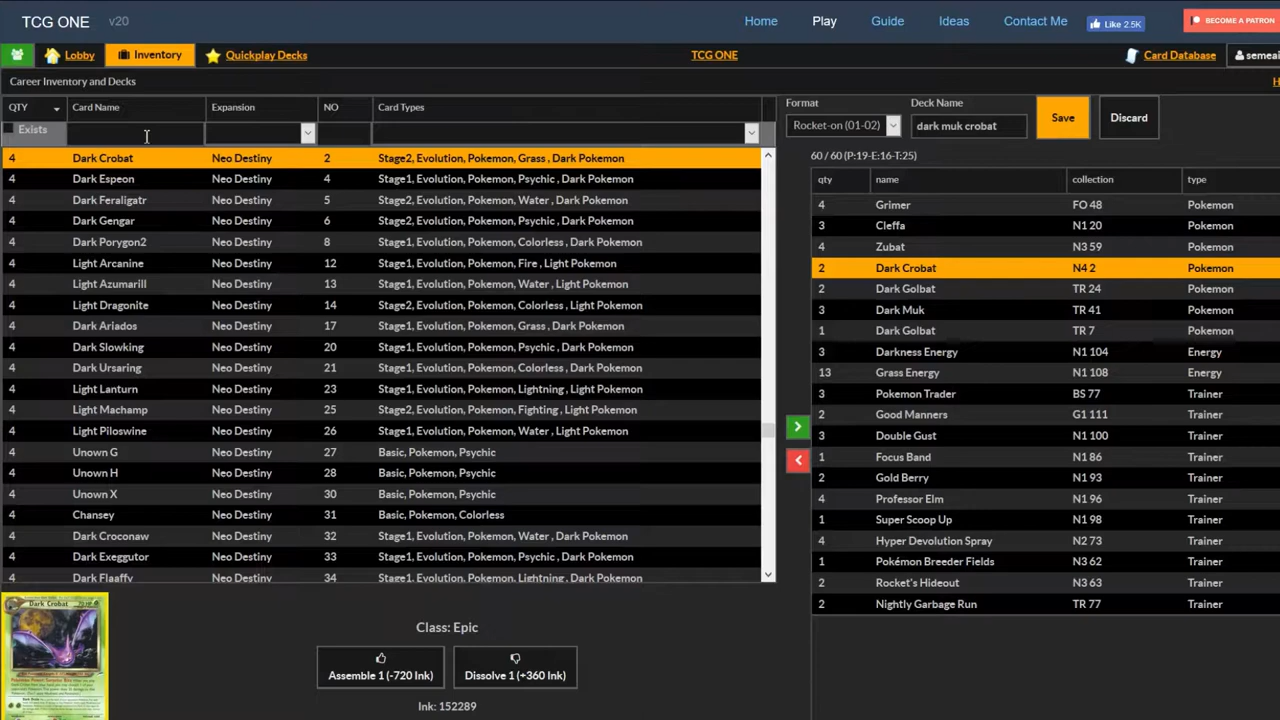 TCG ONE v20 Home Play Guide Ideas Contact Me Like 2.5K BECOME A PATRON
Lobby Inventory Quickplay Decks TCG ONE Card Database semeai
Career Inventory and Decks
QTY Card Name Expansion NO Card Types
Exists
4 Dark Crobat Neo Destiny 2 Stage2, Evolution, Pokemon, Grass , Dark Pokemon
4 Dark Espeon Neo Destiny 4 Stage1, Evolution, Pokemon, Psychic , Dark Pokemon
4 Dark Feraligatr Neo Destiny 5 Stage2, Evolution, Pokemon, Water , Dark Pokemon
4 Dark Gengar Neo Destiny 6 Stage2, Evolution, Pokemon, Psychic , Dark Pokemon
4 Dark Porygon2 Neo Destiny 8 Stage1, Evolution, Pokemon, Colorless , Dark Pokemon
4 Light Arcanine Neo Destiny 12 Stage1, Evolution, Pokemon, Fire , Light Pokemon
4 Light Azumarill Neo Destiny 13 Stage1, Evolution, Pokemon, Water , Light Pokemon
4 Light Dragonite Neo Destiny 14 Stage2, Evolution, Pokemon, Colorless , Light Pokemon
4 Dark Ariados Neo Destiny 17 Stage1, Evolution, Pokemon, Grass , Dark Pokemon
4 Dark Slowking Neo Destiny 20 Stage1, Evolution, Pokemon, Psychic , Dark Pokemon
4 Dark Ursaring Neo Destiny 21 Stage1, Evolution, Pokemon, Colorless , Dark Pokemon
4 Light Lanturn Neo Destiny 23 Stage1, Evolution, Pokemon, Lightning , Light Pokemon
4 Light Machamp Neo Destiny 25 Stage2, Evolution, Pokemon, Fighting , Light Pokemon
4 Light Piloswine Neo Destiny 26 Stage1, Evolution, Pokemon, Water , Light Pokemon
4 Unown G Neo Destiny 27 Basic, Pokemon, Psychic
4 Unown H Neo Destiny 28 Basic, Pokemon, Psychic
4 Unown X Neo Destiny 30 Basic, Pokemon, Psychic
4 Chansey Neo Destiny 31 Basic, Pokemon, Colorless
4 Dark Croconaw Neo Destiny 32 Stage1, Evolution, Pokemon, Water , Dark Pokemon
4 Dark Exeggutor Neo Destiny 33 Stage1, Evolution, Pokemon, Psychic , Dark Pokemon
4 Dark Flaaffy Neo Destiny 34 Stage1, Evolution, Pokemon, Lightning , Dark Pokemon
Dark Crobat
Class: Epic
Assemble 1 (-720 Ink) Dissolve 1 (+360 Ink)
Ink: 152289
Format Deck Name
Rocket-on (01-02) dark muk crobat Save Discard
60 / 60 (P:19-E:16-T:25)
qty name collection type
4 Grimer FO 48 Pokemon
3 Cleffa N1 20 Pokemon
4 Zubat N3 59 Pokemon
2 Dark Crobat N4 2 Pokemon
2 Dark Golbat TR 24 Pokemon
3 Dark Muk TR 41 Pokemon
1 Dark Golbat TR 7 Pokemon
3 Darkness Energy N1 104 Energy
13 Grass Energy N1 108 Energy
3 Pokemon Trader BS 77 Trainer
2 Good Manners G1 111 Trainer
3 Double Gust N1 100 Trainer
1 Focus Band N1 86 Trainer
2 Gold Berry N1 93 Trainer
4 Professor Elm N1 96 Trainer
1 Super Scoop Up N1 98 Trainer
4 Hyper Devolution Spray N2 73 Trainer
1 Pokémon Breeder Fields N3 62 Trainer
2 Rocket's Hideout N3 63 Trainer
2 Nightly Garbage Run TR 77 Trainer